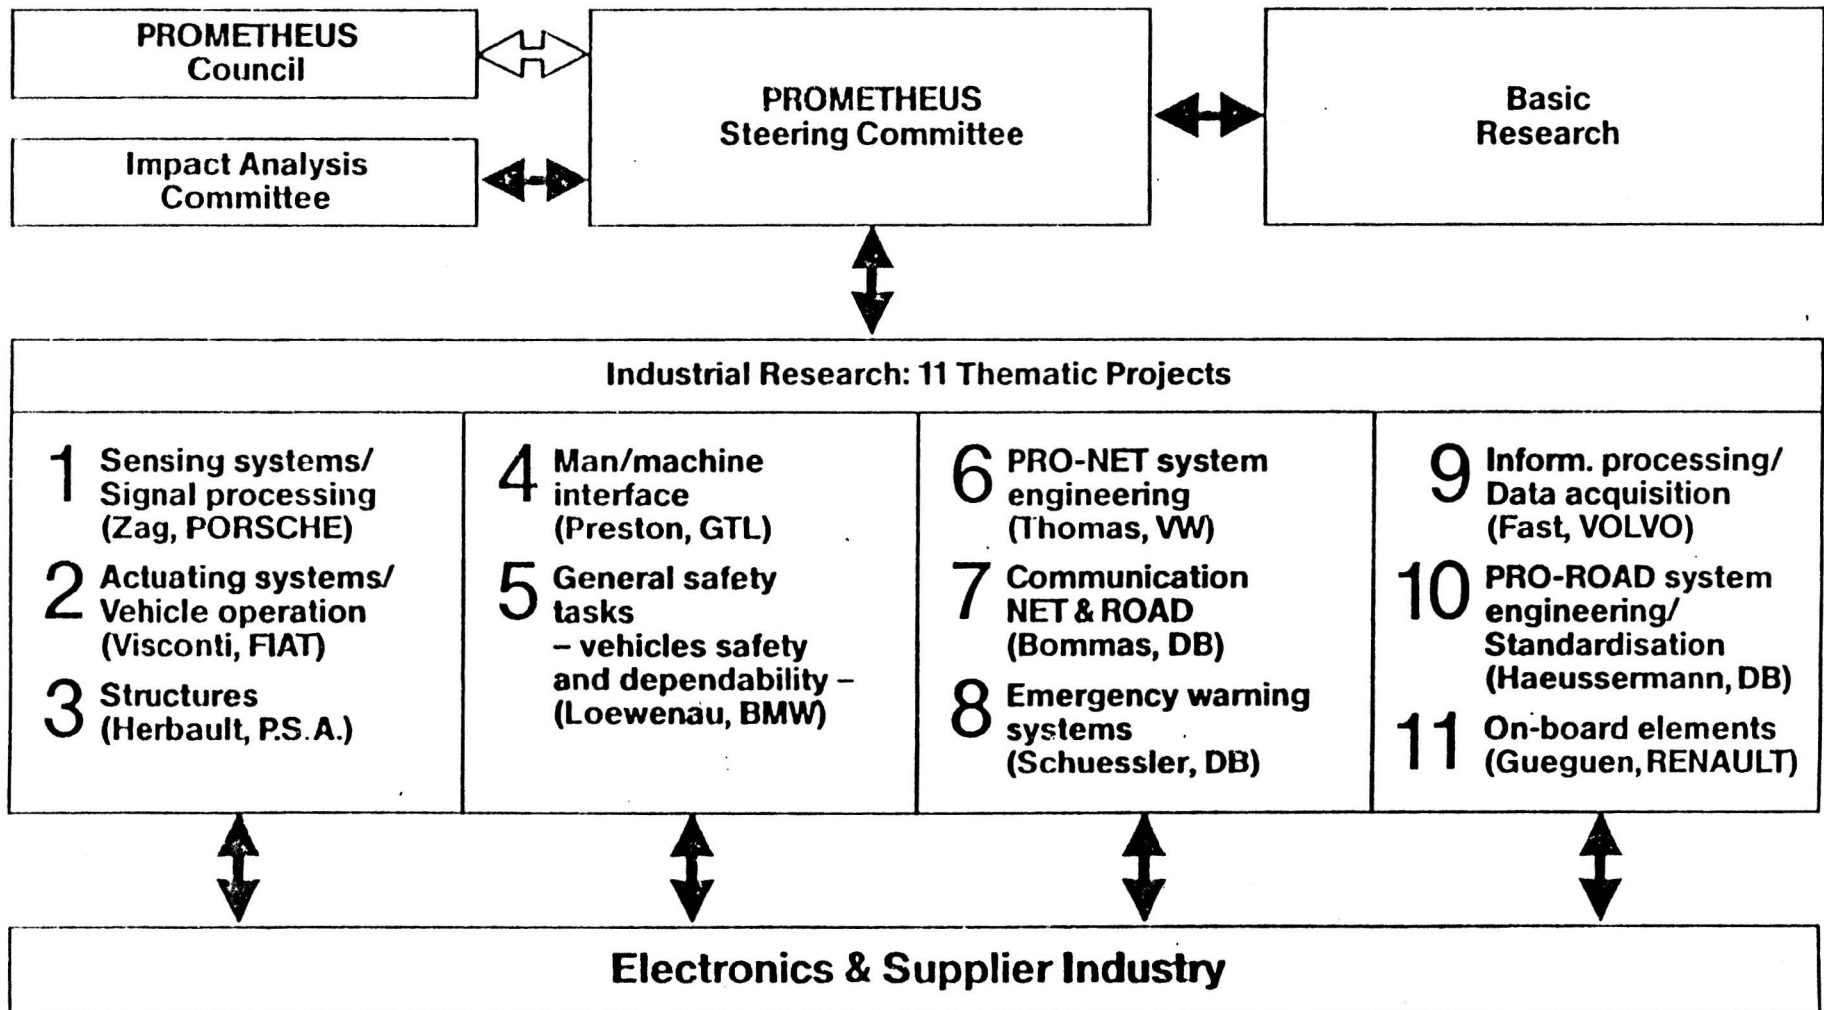 PROMETHEUS
Council
Impact Analysis
Committee
PROMETHEUS
Steering Committee
Basic
Research
Industrial Research: 11 Thematic Projects
1 Sensing systems/
Signal processing
(Zag, PORSCHE)
2 Actuating systems/
Vehicle operation
(Visconti, FIAT)
3 Structures
(Herbault, P.S.A.)
4 Man/machine
interface
(Preston, GTL)
5 General safety
tasks
– vehicles safety
and dependability –
(Loewenau, BMW)
6 PRO-NET system
engineering
(Thomas, VW)
7 Communication
NET & ROAD
(Bommas, DB)
8 Emergency warning
systems
(Schuessler, DB)
9 Inform. processing/
Data acquisition
(Fast, VOLVO)
10 PRO-ROAD system
engineering/
Standardisation
(Haeussermann, DB)
11 On-board elements
(Gueguen, RENAULT)
Electronics & Supplier Industry